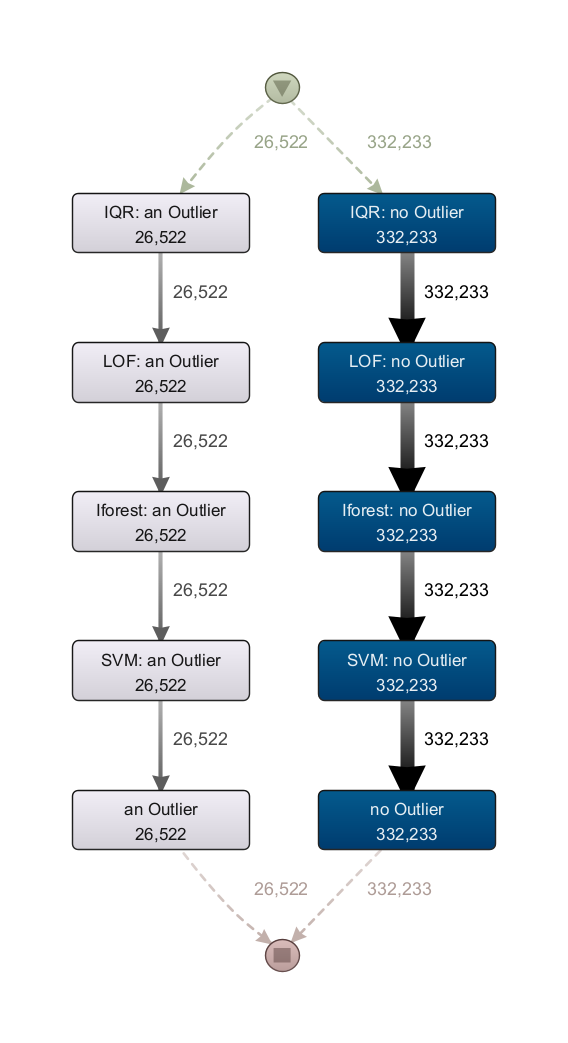 26,522
332,233
IQR: an Outlier
26,522
IQR: no Outlier
332,233
26,522
332,233
LOF: an Outlier
26,522
LOF: no Outlier
332,233
26,522
332,233
Iforest: an Outlier
26,522
Iforest: no Outlier
332,233
26,522
332,233
SVM: an Outlier
26,522
SVM: no Outlier
332,233
26,522
332,233
an Outlier
26,522
no Outlier
332,233
26,522
332,233